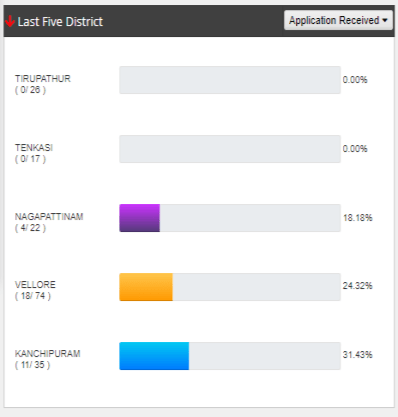 Last Five District
Application Received
TIRUPATHUR
( 0/ 26 )
0.00%
TENKASI
( 0/ 17 )
0.00%
NAGAPATTINAM
( 4/ 22 )
18.18%
VELLORE
( 18/ 74 )
24.32%
KANCHIPURAM
( 11/ 35 )
31.43%